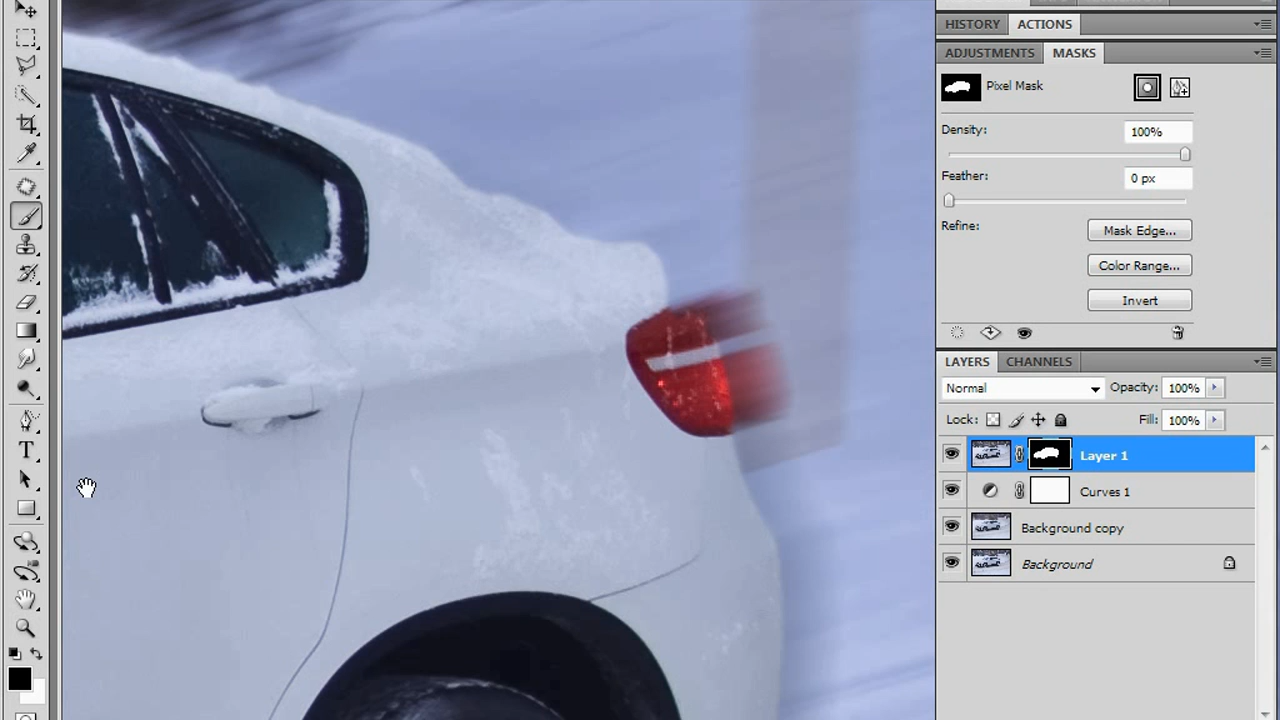 HISTORY ACTIONS
ADJUSTMENTS MASKS
Pixel Mask
Density: 100%
Feather: 0 px
Refine: Mask Edge...
Color Range...
Invert
LAYERS CHANNELS
Normal Opacity: 100%
Lock: Fill: 100%
Layer 1
Curves 1
Background copy
Background
T